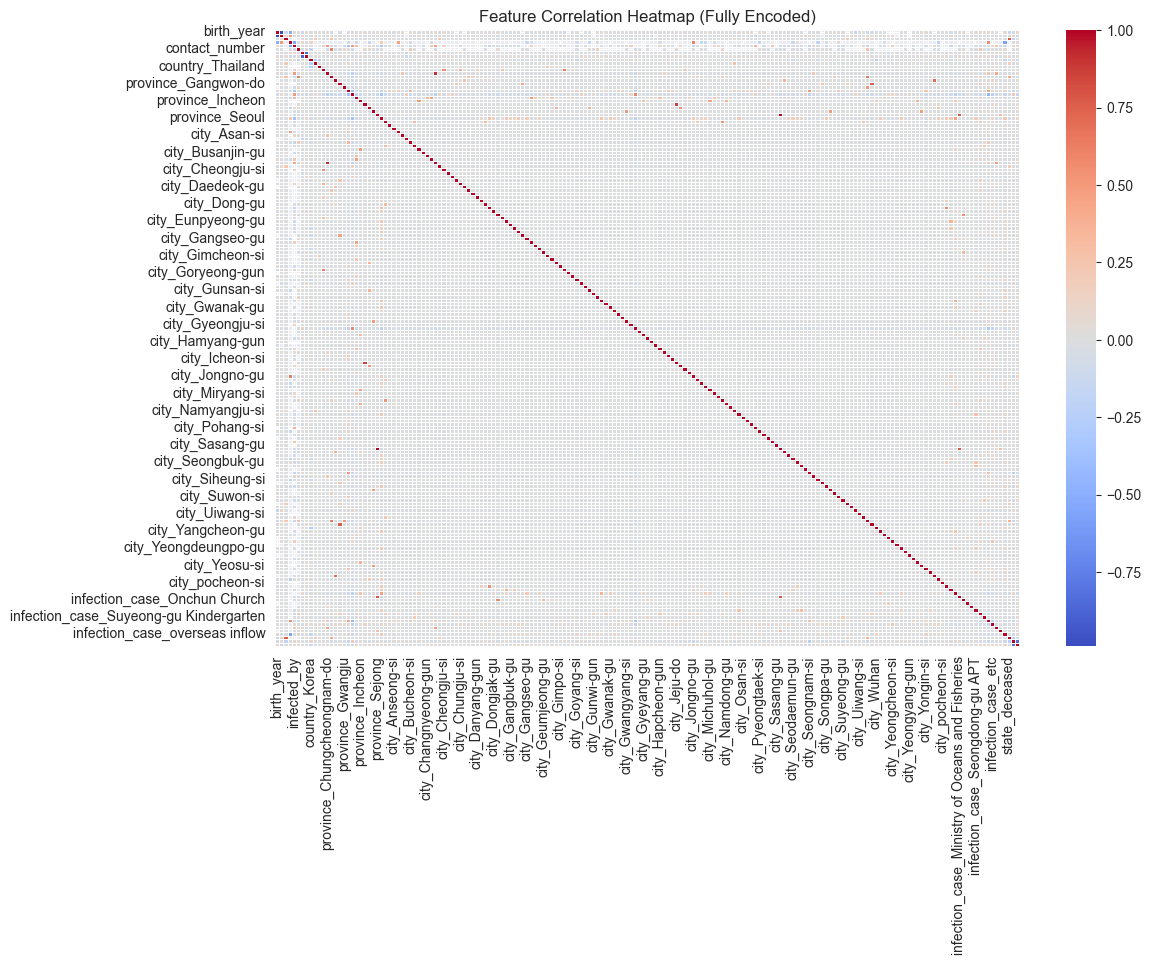 Feature Correlation Heatmap (Fully Encoded)
birth_year
contact_number
country_Thailand
province_Gangwon-do
province_Incheon
province_Seoul
city_Asan-si
city_Busanjin-gu
city_Cheongju-si
city_Daedeok-gu
city_Dong-gu
city_Eunpyeong-gu
city_Gangseo-gu
city_Gimcheon-si
city_Goryeong-gun
city_Gunsan-si
city_Gwanak-gu
city_Gyeongju-si
city_Hamyang-gun
city_Icheon-si
city_Jongno-gu
city_Miryang-si
city_Namyangju-si
city_Pohang-si
city_Sasang-gu
city_Seongbuk-gu
city_Siheung-si
city_Suwon-si
city_Uiwang-si
city_Yangcheon-gu
city_Yeongdeungpo-gu
city_Yeosu-si
city_pocheon-si
infection_case_Onchun Church
infection_case_Suyeong-gu Kindergarten
infection_case_overseas inflow
birth_year
infected_by
country_Korea
province_Chungcheongnam-do
province_Gwangju
province_Incheon
province_Sejong
city_Anseong-si
city_Bucheon-si
city_Changnyeong-gun
city_Cheongju-si
city_Chungju-si
city_Danyang-gun
city_Dongjak-gu
city_Gangbuk-gu
city_Gangseo-gu
city_Geumjeong-gu
city_Gimpo-si
city_Goyang-si
city_Gunwi-gun
city_Gwanak-gu
city_Gwangyang-si
city_Gyeyang-gu
city_Hapcheon-gun
city_Jeju-do
city_Jongno-gu
city_Michuhol-gu
city_Namdong-gu
city_Osan-si
city_Pyeongtaek-si
city_Sasang-gu
city_Seodaemun-gu
city_Seongnam-si
city_Songpa-gu
city_Suyeong-gu
city_Uiwang-si
city_Wuhan
city_Yeongcheon-si
city_Yeongyang-gun
city_Yongin-si
city_pocheon-si
infection_case_Ministry of Oceans and Fisheries
infection_case_Seongdong-gu APT
infection_case_etc
state_deceased
1.00
0.75
0.50
0.25
0.00
−0.25
−0.50
−0.75